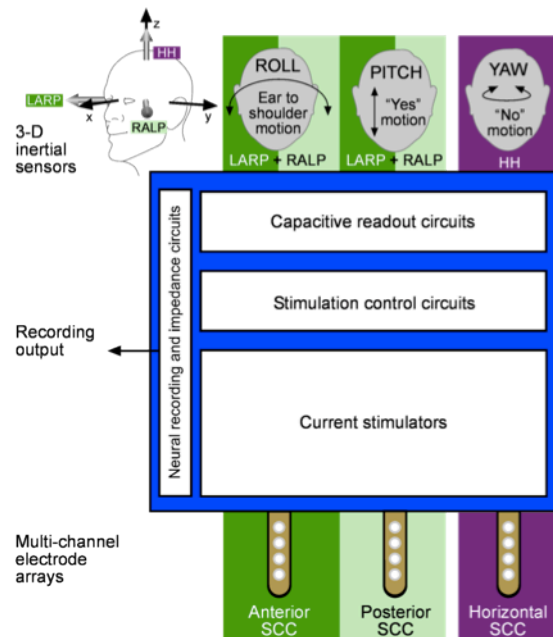 z
HH
LARP
x
y
RALP
3-D
inertial
sensors
ROLL
Ear to
shoulder
motion
LARP + RALP
PITCH
“Yes”
motion
LARP + RALP
YAW
“No”
motion
HH
Neural recording and impedance circuits
Capacitive readout circuits
Stimulation control circuits
Current stimulators
Recording
output
Multi-channel
electrode
arrays
Anterior
SCC
Posterior
SCC
Horizontal
SCC